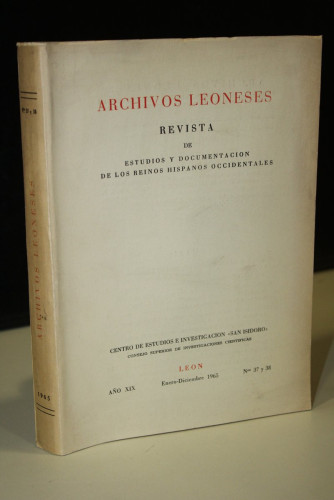 ARCHIVOS LEONESES
REVISTA
DE
ESTUDIOS Y DOCUMENTACION
DE LOS REINOS HISPANOS OCCIDENTALES
CENTRO DE ESTUDIOS E INVESTIGACION «SAN ISIDORO»
CONSEJO SUPERIOR DE INVESTIGACIONES CIENTIFICAS
LEON
AÑO XIX Enero-Diciembre 1965 Nos 37 y 38
ARCHIVOS LEONESES
1965